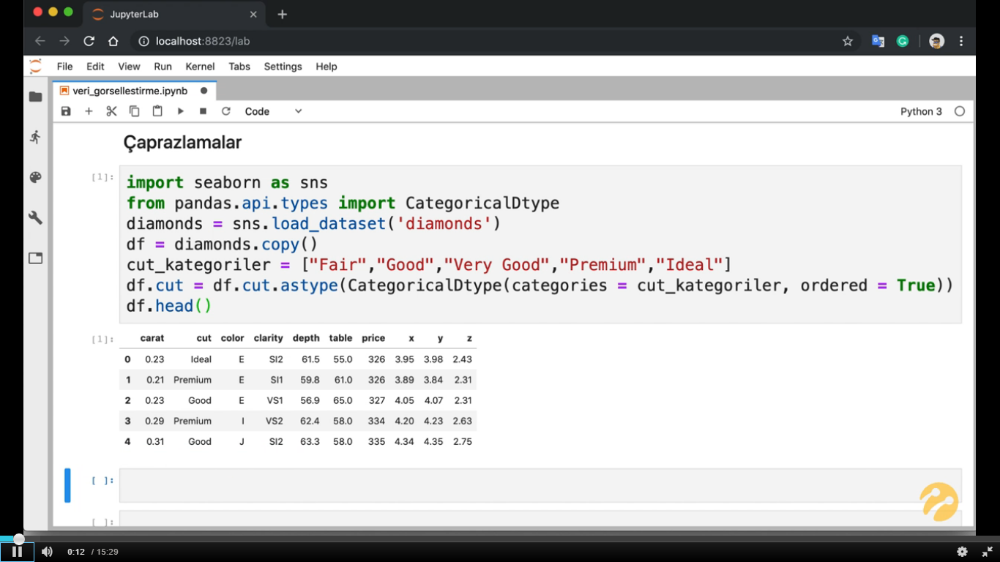 JupyterLab
localhost:8823/lab
File Edit View Run Kernel Tabs Settings Help
veri_gorsellestirme.ipynb
Code Python 3
Çaprazlamalar
[1]:
import seaborn as sns
from pandas.api.types import CategoricalDtype
diamonds = sns.load_dataset('diamonds')
df = diamonds.copy()
cut_kategoriler = ["Fair","Good","Very Good","Premium","Ideal"]
df.cut = df.cut.astype(CategoricalDtype(categories = cut_kategoriler, ordered = True))
df.head()
[1]:
carat cut color clarity depth table price x y z
0 0.23 Ideal E SI2 61.5 55.0 326 3.95 3.98 2.43
1 0.21 Premium E SI1 59.8 61.0 326 3.89 3.84 2.31
2 0.23 Good E VS1 56.9 65.0 327 4.05 4.07 2.31
3 0.29 Premium I VS2 62.4 58.0 334 4.20 4.23 2.63
4 0.31 Good J SI2 63.3 58.0 335 4.34 4.35 2.75
[ ]:
[ ]:
0:12 / 15:29